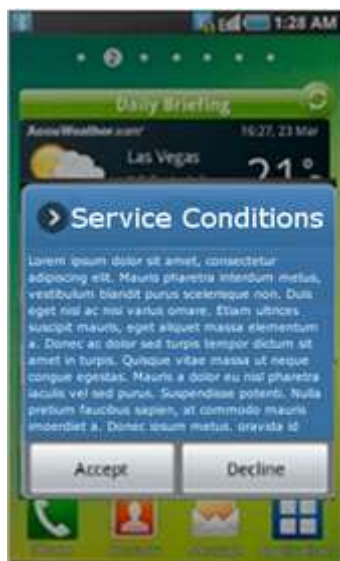 1:28 AM
Daily Briefing
AccuWeather.com
16:27, 23 Mar
Las Vegas
21°
Service Conditions
Lorem ipsum dolor sit amet, consectetur
adipiscing elit. Mauris pharetra interdum metus,
vestibulum blandit purus scelerisque non. Duis
eget nisl ac nisi varius ornare. Etiam ultrices
suscipit mauris, eget aliquet massa elementum
a. Donec ac dolor sed turpis tempor dictum sit
amet in turpis. Quisque vitae massa ut neque
congue egestas. Mauris a dolor eu nisl pharetra
iaculis vel sed purus. Suspendisse potenti. Nulla
pretium faucibus sapien, at commodo mauris
imperdiet a. Donec ipsum metus, gravida id
Accept
Decline